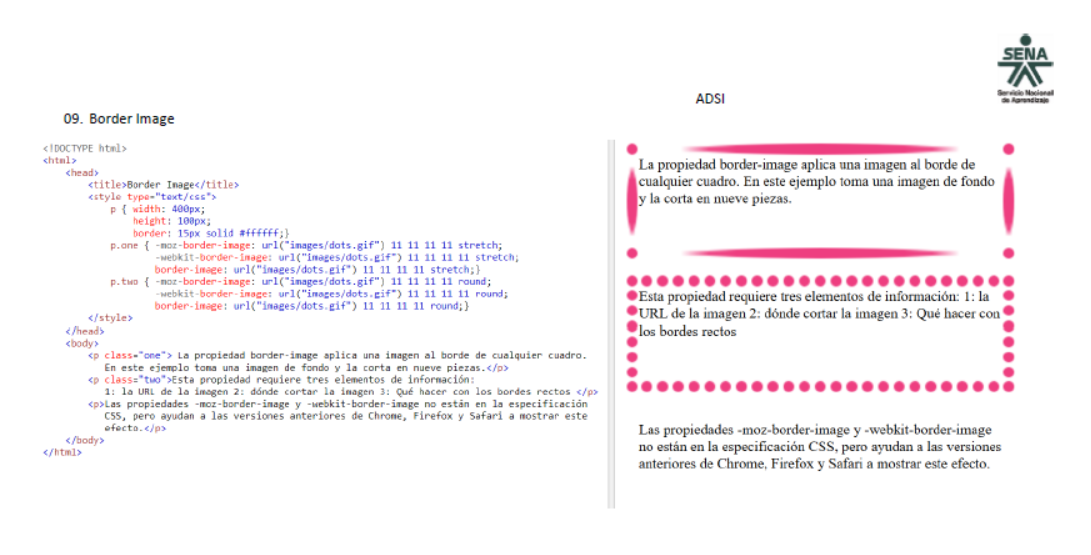 SENA
Servicio Nacional
de Aprendizaje
ADSI
09. Border Image
<!DOCTYPE html>
<html>
<head>
<title>Border Image</title>
<style type="text/css">
p { width: 400px;
height: 100px;
border: 15px solid #ffffff;}
p.one { -moz-border-image: url("images/dots.gif") 11 11 11 11 stretch;
-webkit-border-image: url("images/dots.gif") 11 11 11 11 stretch;
border-image: url("images/dots.gif") 11 11 11 11 stretch;}
p.two { -moz-border-image: url("images/dots.gif") 11 11 11 11 round;
-webkit-border-image: url("images/dots.gif") 11 11 11 11 round;
border-image: url("images/dots.gif") 11 11 11 11 round;}
</style>
</head>
<body>
<p class="one"> La propiedad border-image aplica una imagen al borde de cualquier cuadro.
En este ejemplo toma una imagen de fondo y la corta en nueve piezas.</p>
<p class="two">Esta propiedad requiere tres elementos de información:
1: la URL de la imagen 2: dónde cortar la imagen 3: Qué hacer con los bordes rectos </p>
<p>Las propiedades -moz-border-image y -webkit-border-image no están en la especificación
CSS, pero ayudan a las versiones anteriores de Chrome, Firefox y Safari a mostrar este
efecto.</p>
</body>
</html>
La propiedad border-image aplica una imagen al borde de
cualquier cuadro. En este ejemplo toma una imagen de fondo
y la corta en nueve piezas.
Esta propiedad requiere tres elementos de información: 1: la
URL de la imagen 2: dónde cortar la imagen 3: Qué hacer con
los bordes rectos
Las propiedades -moz-border-image y -webkit-border-image
no están en la especificación CSS, pero ayudan a las versiones
anteriores de Chrome, Firefox y Safari a mostrar este efecto.